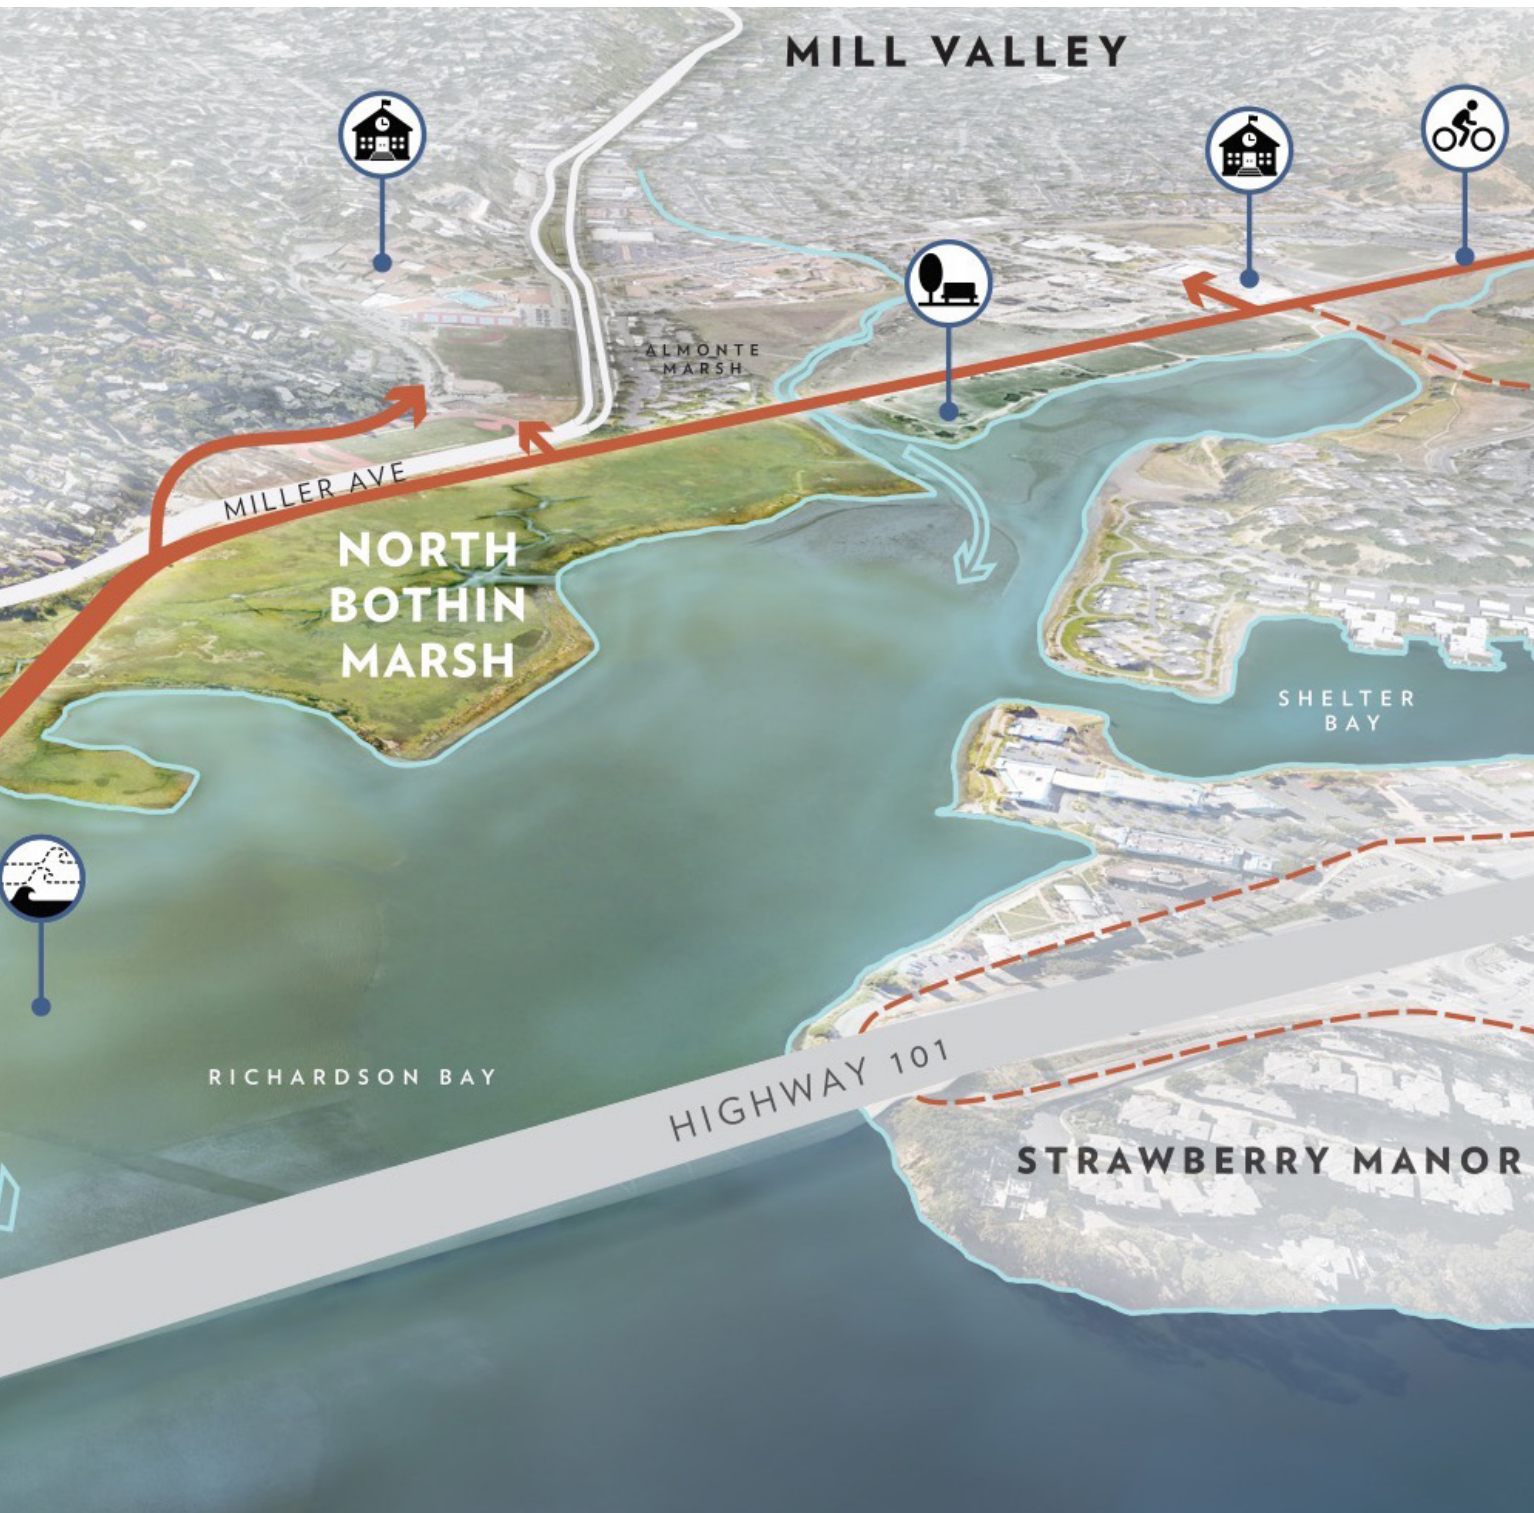 MILL VALLEY
ALMONTE
MARSH
MILLER AVE
NORTH
BOTHIN
MARSH
SHELTER
BAY
RICHARDSON BAY
HIGHWAY 101
STRAWBERRY MANOR